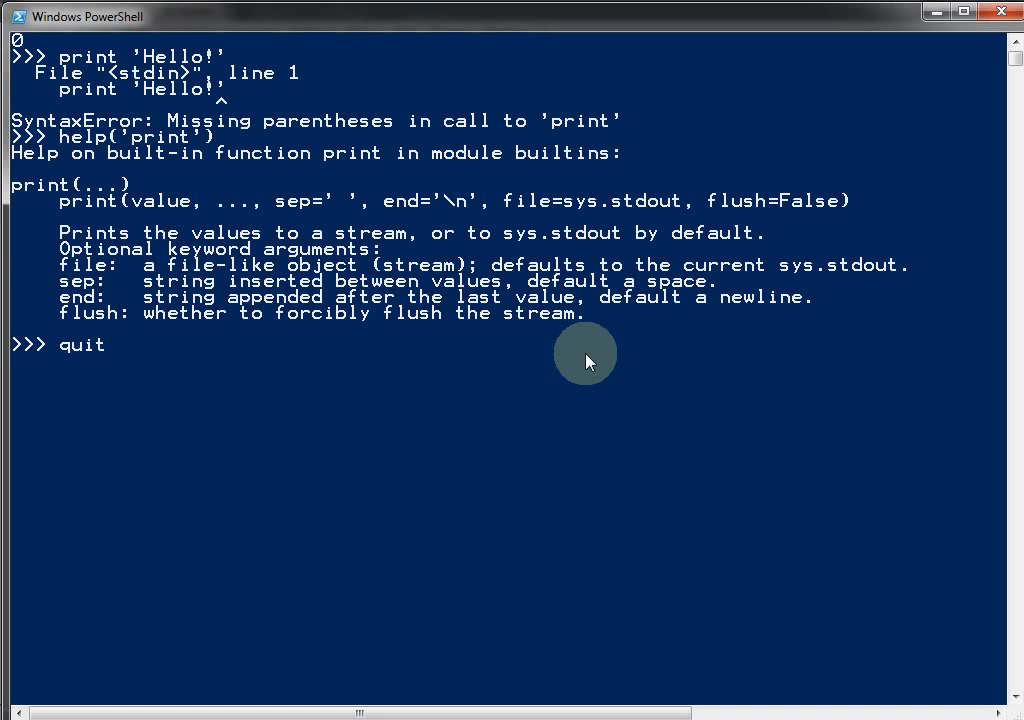 Windows PowerShell
0
>>> print 'Hello!'
  File "<stdin>", line 1
    print 'Hello!'
                 ^
SyntaxError: Missing parentheses in call to 'print'
>>> help('print')
Help on built-in function print in module builtins:

print(...)
    print(value, ..., sep=' ', end='\n', file=sys.stdout, flush=False)

    Prints the values to a stream, or to sys.stdout by default.
    Optional keyword arguments:
    file:  a file-like object (stream); defaults to the current sys.stdout.
    sep:   string inserted between values, default a space.
    end:   string appended after the last value, default a newline.
    flush: whether to forcibly flush the stream.

>>> quit